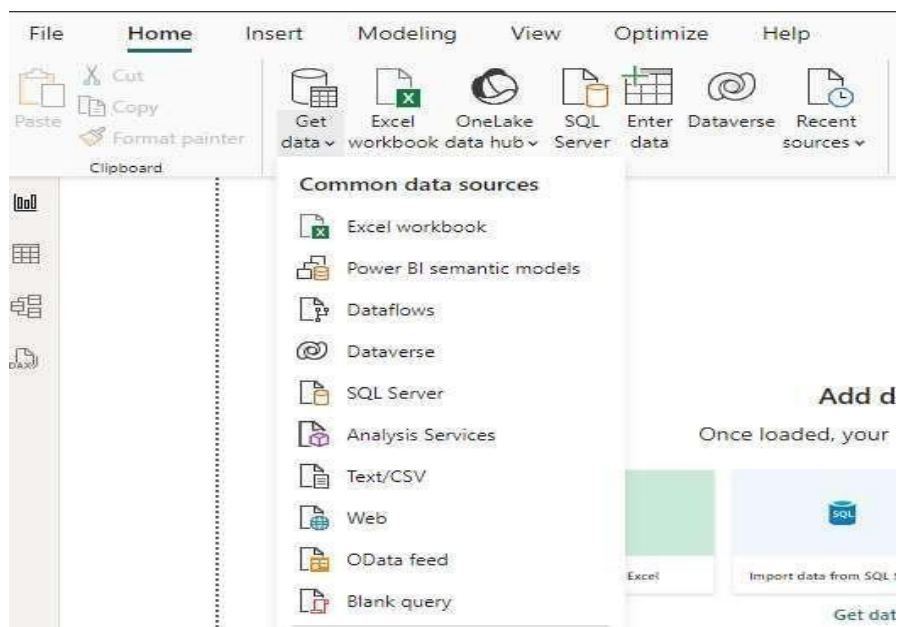 File Home Insert Modeling View Optimize Help
Paste
Cut
Copy
Format painter
Clipboard
Get data
Excel workbook
OneLake data hub
SQL Server
Enter data
Dataverse
Recent sources
Common data sources
Excel workbook
Power BI semantic models
Dataflows
Dataverse
SQL Server
Analysis Services
Text/CSV
Web
OData feed
Blank query
DAX
Add d
Once loaded, your
Excel
Import data from SQL S
SQL
Get dat